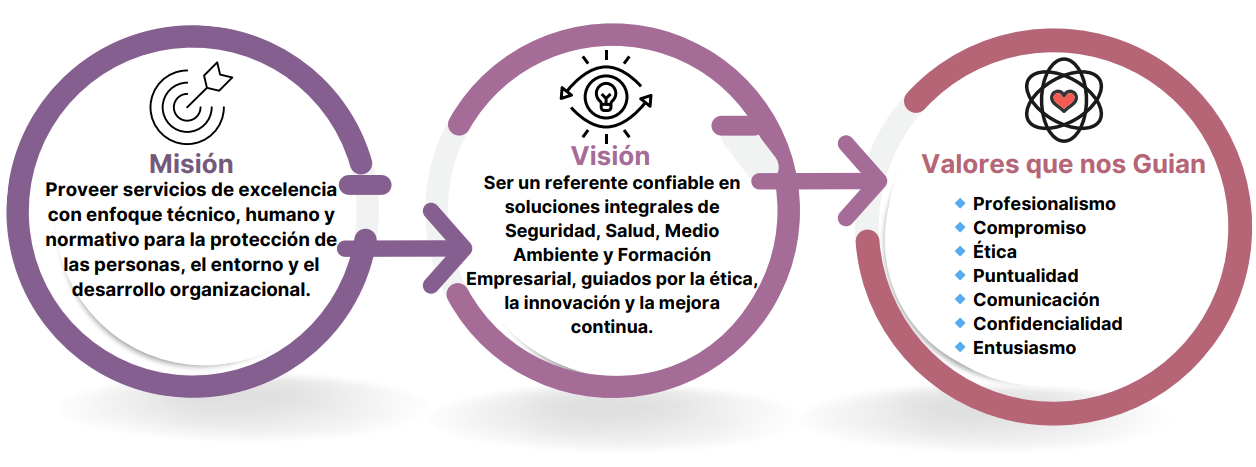 Misión
Proveer servicios de excelencia
con enfoque técnico, humano y
normativo para la protección de
las personas, el entorno y el
desarrollo organizacional.
Visión
Ser un referente confiable en
soluciones integrales de
Seguridad, Salud, Medio
Ambiente y Formación
Empresarial, guiados por la ética,
la innovación y la mejora
continua.
Valores que nos Guian
Profesionalismo
Compromiso
Ética
Puntualidad
Comunicación
Confidencialidad
Entusiasmo